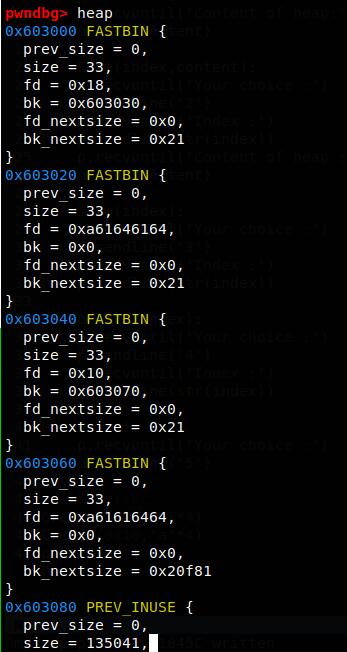 pwndbg> heap
0x603000 FASTBIN {
prev_size = 0,
size = 33,
fd = 0x18,
bk = 0x603030,
fd_nextsize = 0x0,
bk_nextsize = 0x21
}
0x603020 FASTBIN {
prev_size = 0,
size = 33,
fd = 0xa61646164,
bk = 0x0,
fd_nextsize = 0x0,
bk_nextsize = 0x21
}
0x603040 FASTBIN {
prev_size = 0,
size = 33,
fd = 0x10,
bk = 0x603070,
fd_nextsize = 0x0,
bk_nextsize = 0x21
}
0x603060 FASTBIN {
prev_size = 0,
size = 33,
fd = 0xa61616464,
bk = 0x0,
fd_nextsize = 0x0,
bk_nextsize = 0x20f81
}
0x603080 PREV_INUSE {
prev_size = 0,
size = 135041,